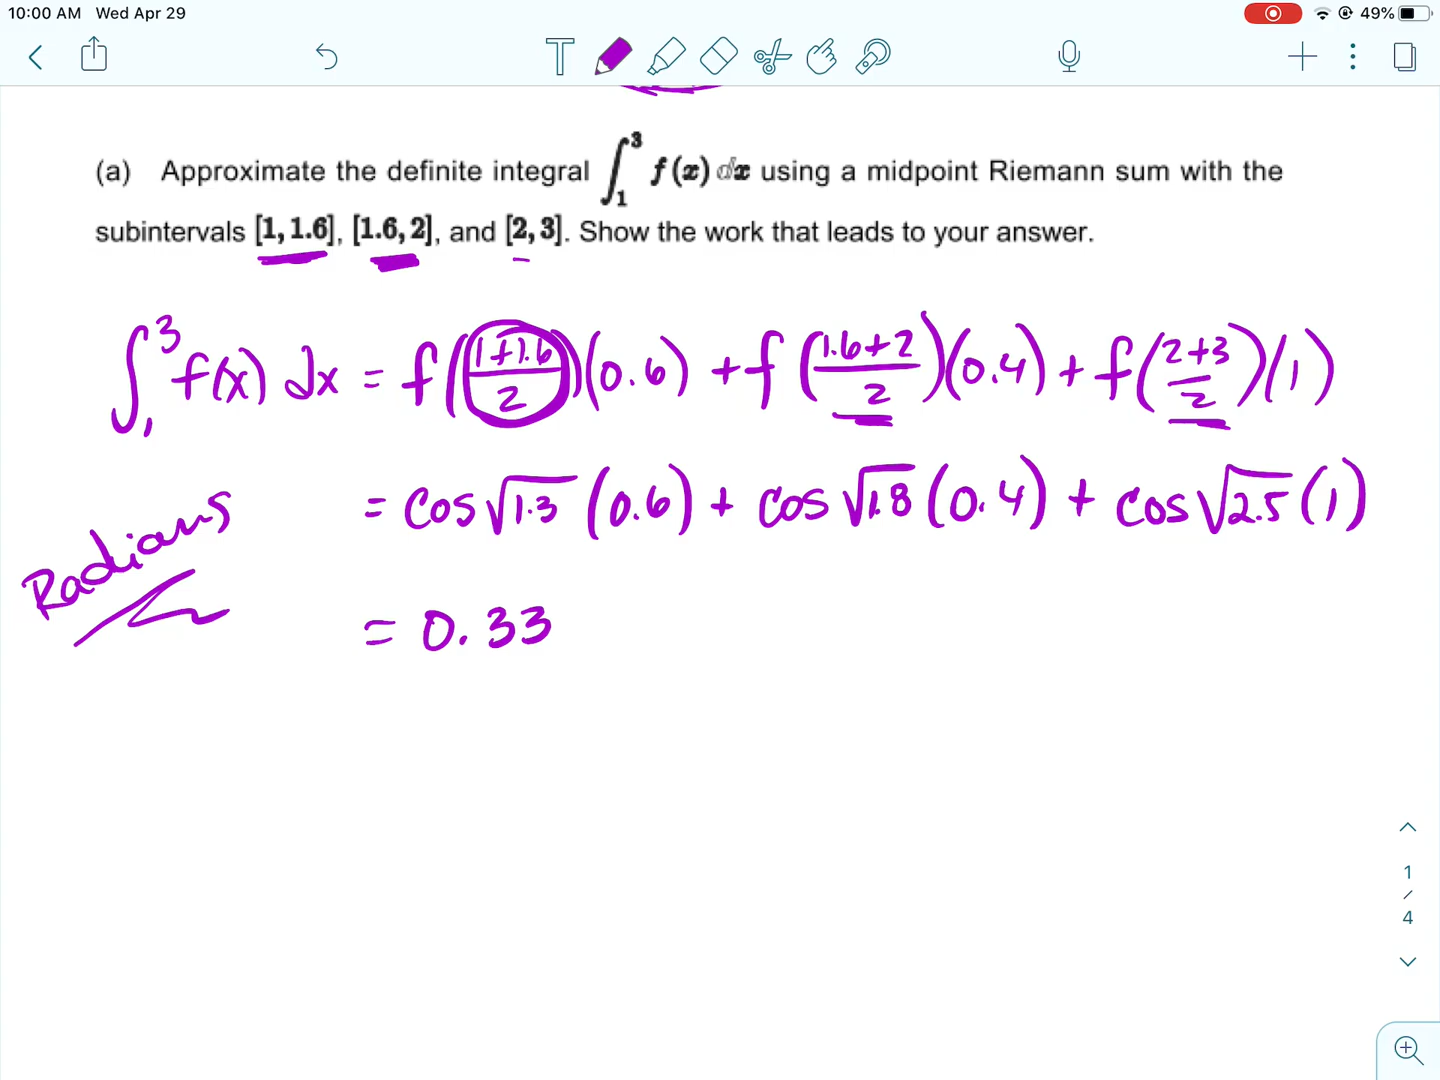 10:00 AM Wed Apr 29
49%
T
(a) Approximate the definite integral ∫₁³ f(x) dx using a midpoint Riemann sum with the
subintervals [1, 1.6], [1.6, 2], and [2, 3]. Show the work that leads to your answer.
∫₁³ f(x) dx = f((1+1.6)/2)(0.6) + f((1.6+2)/2)(0.4) + f((2+3)/2)(1)
= cos√1.3 (0.6) + cos√1.8 (0.4) + cos√2.5 (1)
Radians
= 0.33
1
/
4